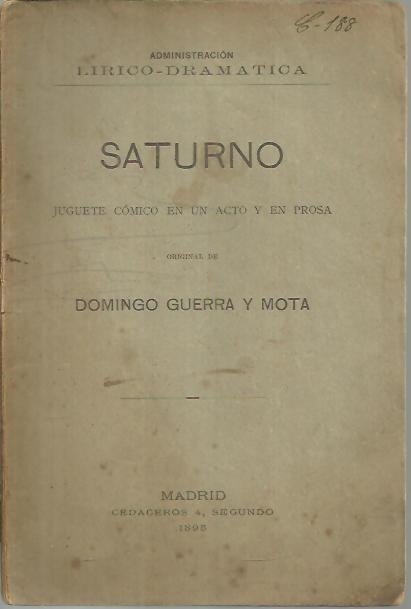 C-188
ADMINISTRACIÓN
LIRICO-DRAMATICA
SATURNO
JUGUETE CÓMICO EN UN ACTO Y EN PROSA
ORIGINAL DE
DOMINGO GUERRA Y MOTA
MADRID
CEDACEROS 4, SEGUNDO
1895